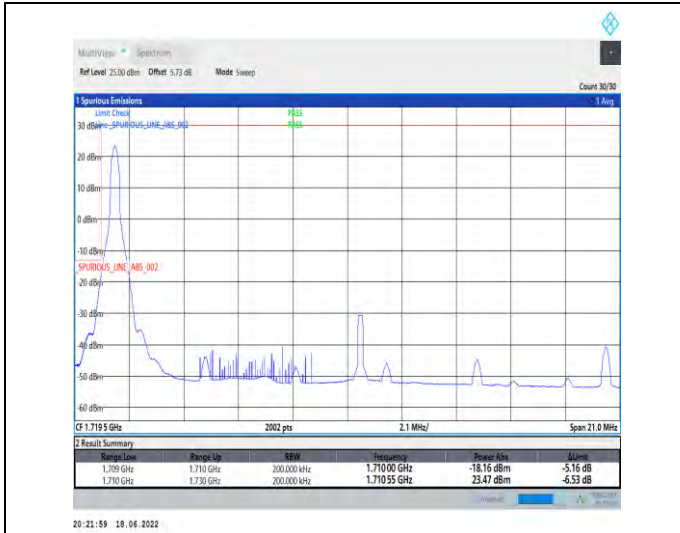 MultiView Spectrum
Ref Level 25.00 dBm Offset 5.73 dB Mode Sweep
Count 30/30
1 Spurious Emissions 1 Avg
Limit Check PASS
30 dBm Line _SPURIOUS_LINE_ABS_002 PASS
20 dBm
10 dBm
0 dBm
-10 dBm
_SPURIOUS_LINE_ABS_002
-20 dBm
-30 dBm
-40 dBm
-50 dBm
-60 dBm
CF 1.7195 GHz 2002 pts 2.1 MHz/ Span 21.0 MHz
2 Result Summary
Range Low Range Up RBW Frequency Power Abs ΔLimit
1.709 GHz 1.710 GHz 200.000 kHz 1.71000 GHz -18.16 dBm -5.16 dB
1.710 GHz 1.730 GHz 200.000 kHz 1.71055 GHz 23.47 dBm -6.53 dB
20:21:59 18.06.2022